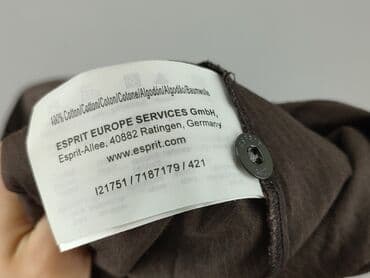 100% Cotton/Cotton/Coton/Cotone/Algodón/Algodão/Baumwolle
ESPRIT EUROPE SERVICES GmbH,
Esprit-Allee, 40882 Ratingen, Germany
www.esprit.com
I21751 / 7187179 / 421